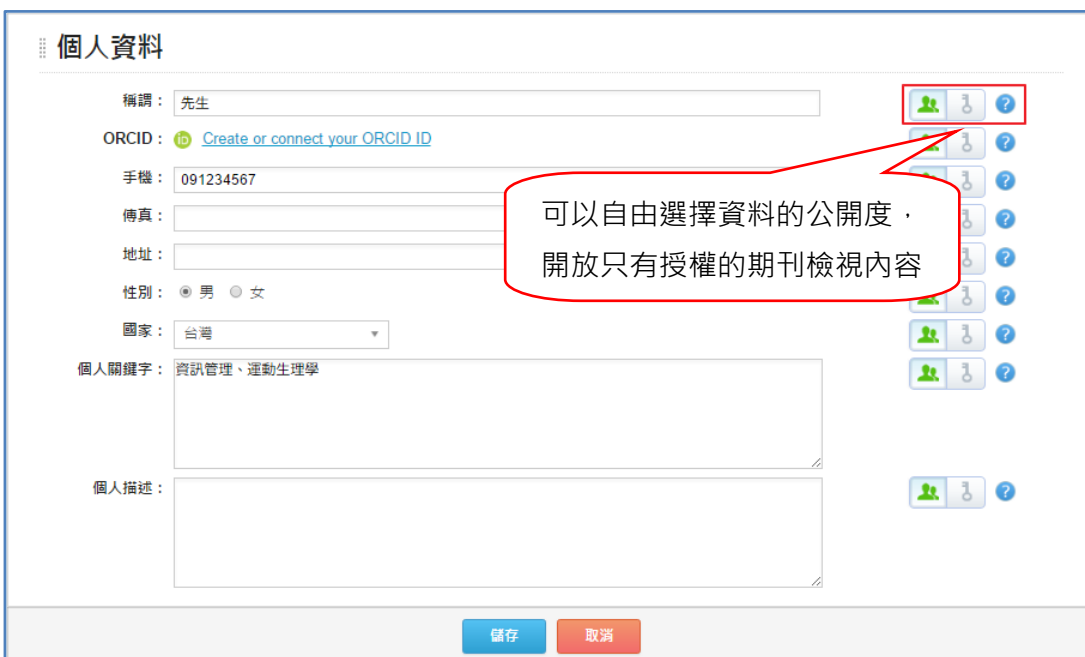 個人資料
稱謂： 先生
ORCID： iD Create or connect your ORCID ID
手機： 091234567
傳真：
地址：
性別： 男 女
國家： 台灣
個人關鍵字： 資訊管理、運動生理學
個人描述：
可以自由選擇資料的公開度，
開放只有授權的期刊檢視內容
儲存 取消